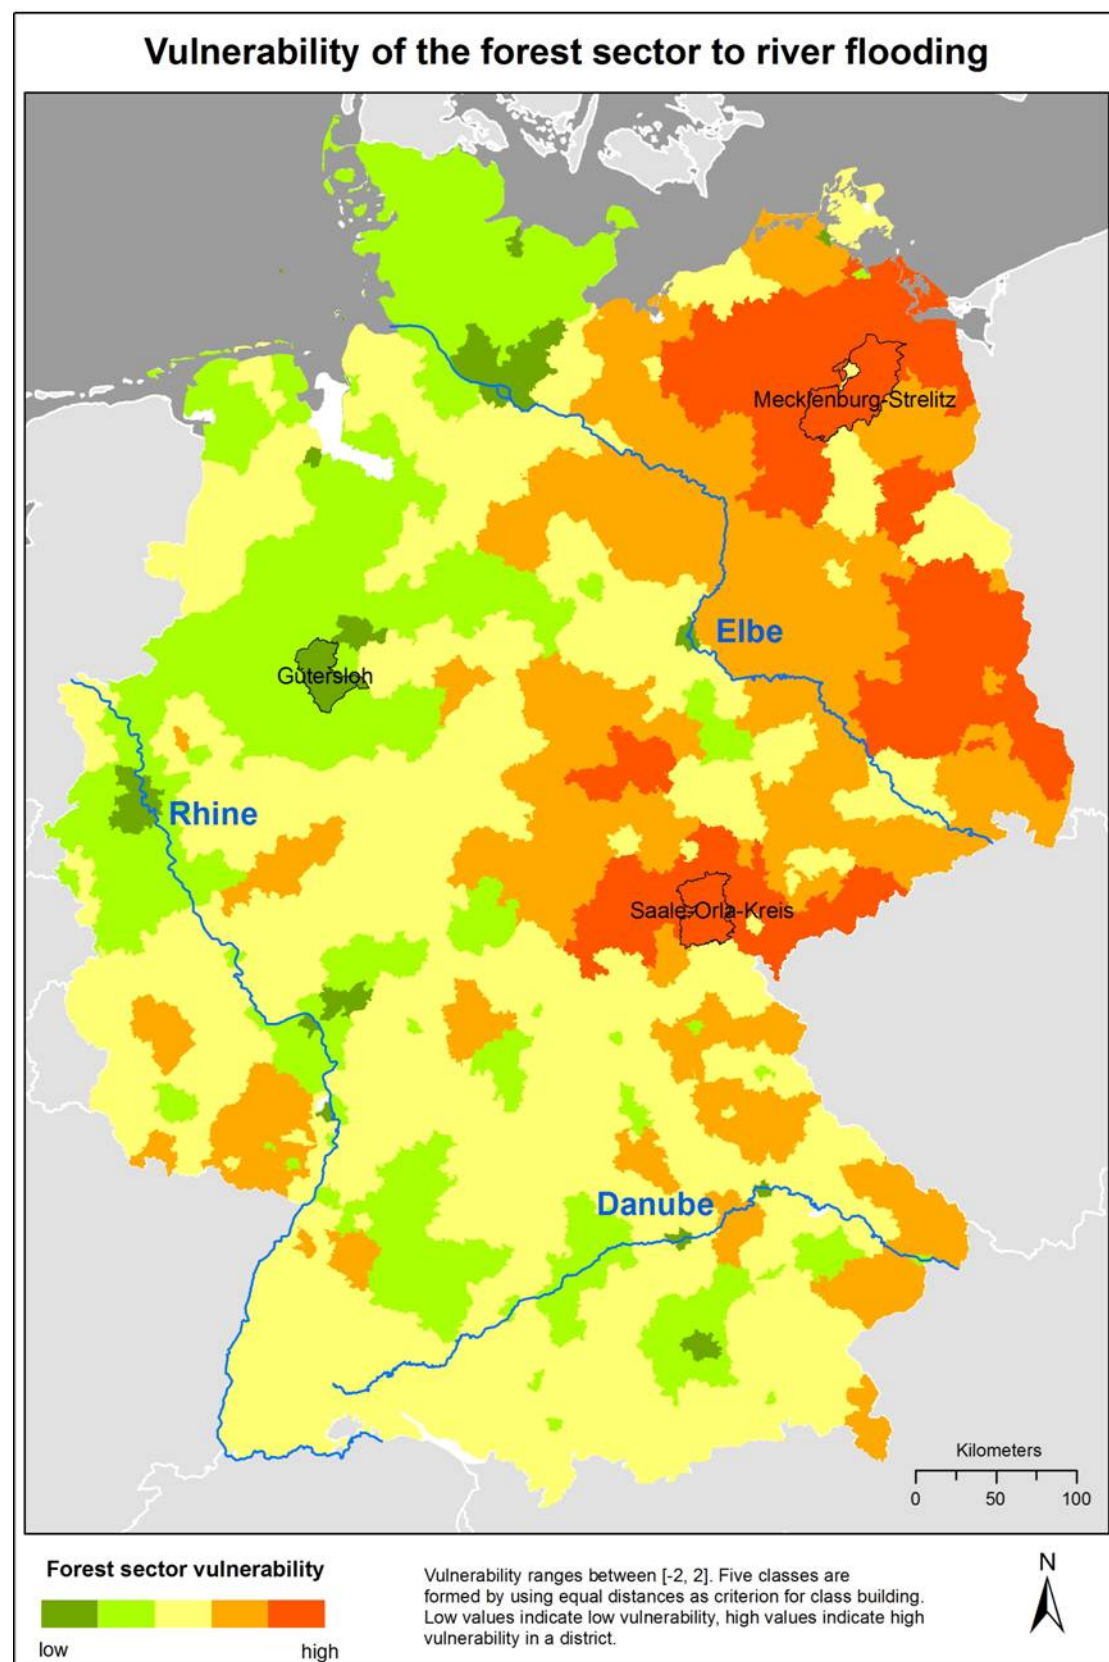 Vulnerability of the forest sector to river flooding
Mecklenburg-Strelitz
Elbe
Gütersloh
Rhine
Saale-Orla-Kreis
Danube
Kilometers
0 50 100
Forest sector vulnerability
low high
Vulnerability ranges between [-2, 2]. Five classes are
formed by using equal distances as criterion for class building.
Low values indicate low vulnerability, high values indicate high
vulnerability in a district.
N